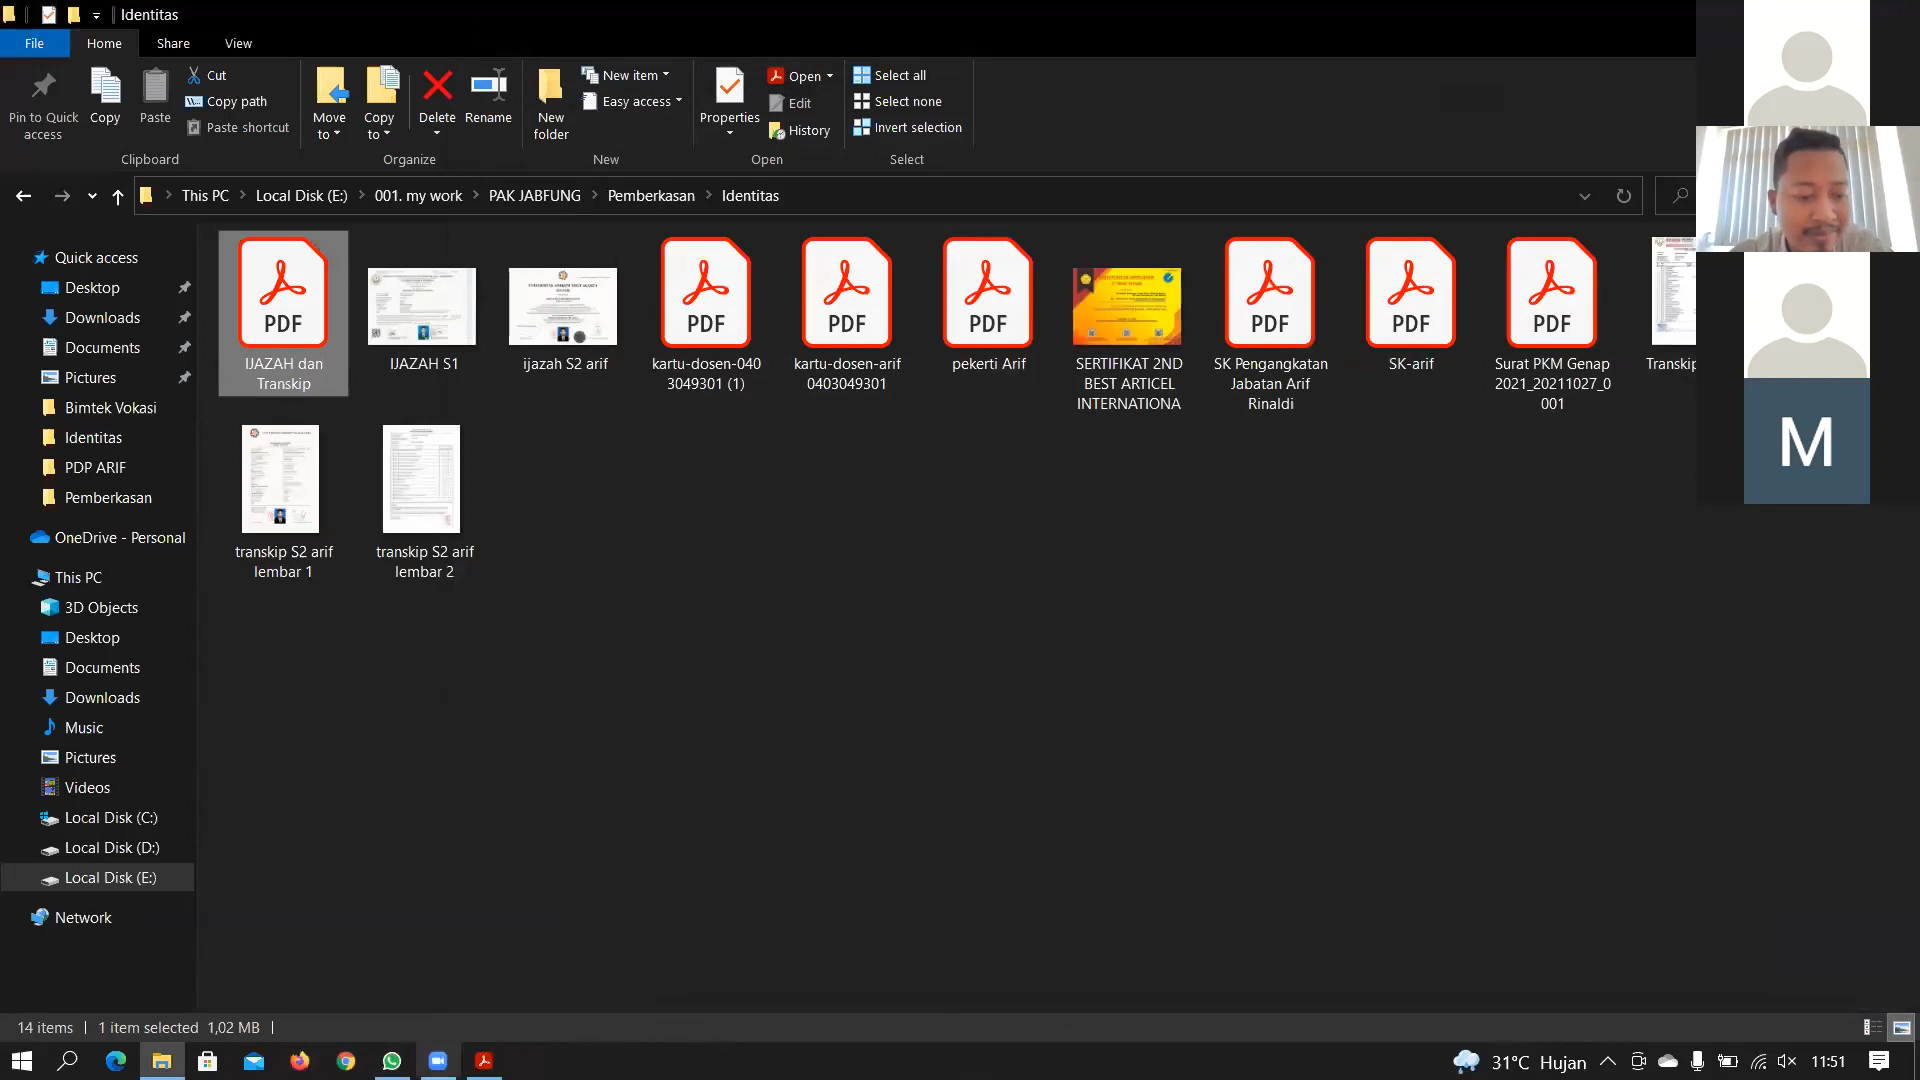 Identitas
File
Home
Share
View
Pin to Quick
access
Copy
Paste
Cut
Copy path
Paste shortcut
Clipboard
Move
to
Copy
to
Delete
Rename
Organize
New
folder
New item
Easy access
New
Properties
Open
Edit
History
Open
Select all
Select none
Invert selection
Select
This PC
Local Disk (E:)
001. my work
PAK JABFUNG
Pemberkasan
Identitas
Quick access
Desktop
Downloads
Documents
Pictures
Bimtek Vokasi
Identitas
PDP ARIF
Pemberkasan
OneDrive - Personal
This PC
3D Objects
Desktop
Documents
Downloads
Music
Pictures
Videos
Local Disk (C:)
Local Disk (D:)
Local Disk (E:)
Network
PDF
IJAZAH dan
Transkip
IJAZAH S1
ijazah S2 arif
PDF
kartu-dosen-040
3049301 (1)
PDF
kartu-dosen-arif
0403049301
PDF
pekerti Arif
SERTIFIKAT 2ND
BEST ARTICEL
INTERNATIONA
PDF
SK Pengangkatan
Jabatan Arif
Rinaldi
PDF
SK-arif
PDF
Surat PKM Genap
2021_20211027_0
001
Transkip
transkip S2 arif
lembar 1
transkip S2 arif
lembar 2
M
14 items
1 item selected 1,02 MB
31°C Hujan
11:51